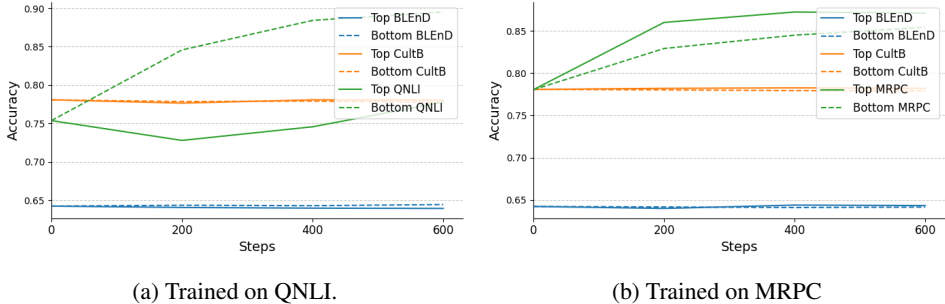 0.90
0.85
0.80
0.75
0.70
0.65
Accuracy
0
200
400
600
Steps
Top BLEnD
Bottom BLEnD
Top CultB
Bottom CultB
Top QNLI
Bottom QNLI
(a) Trained on QNLI.
0.85
0.80
0.75
0.70
0.65
Accuracy
0
200
400
600
Steps
Top BLEnD
Bottom BLEnD
Top CultB
Bottom CultB
Top MRPC
Bottom MRPC
(b) Trained on MRPC